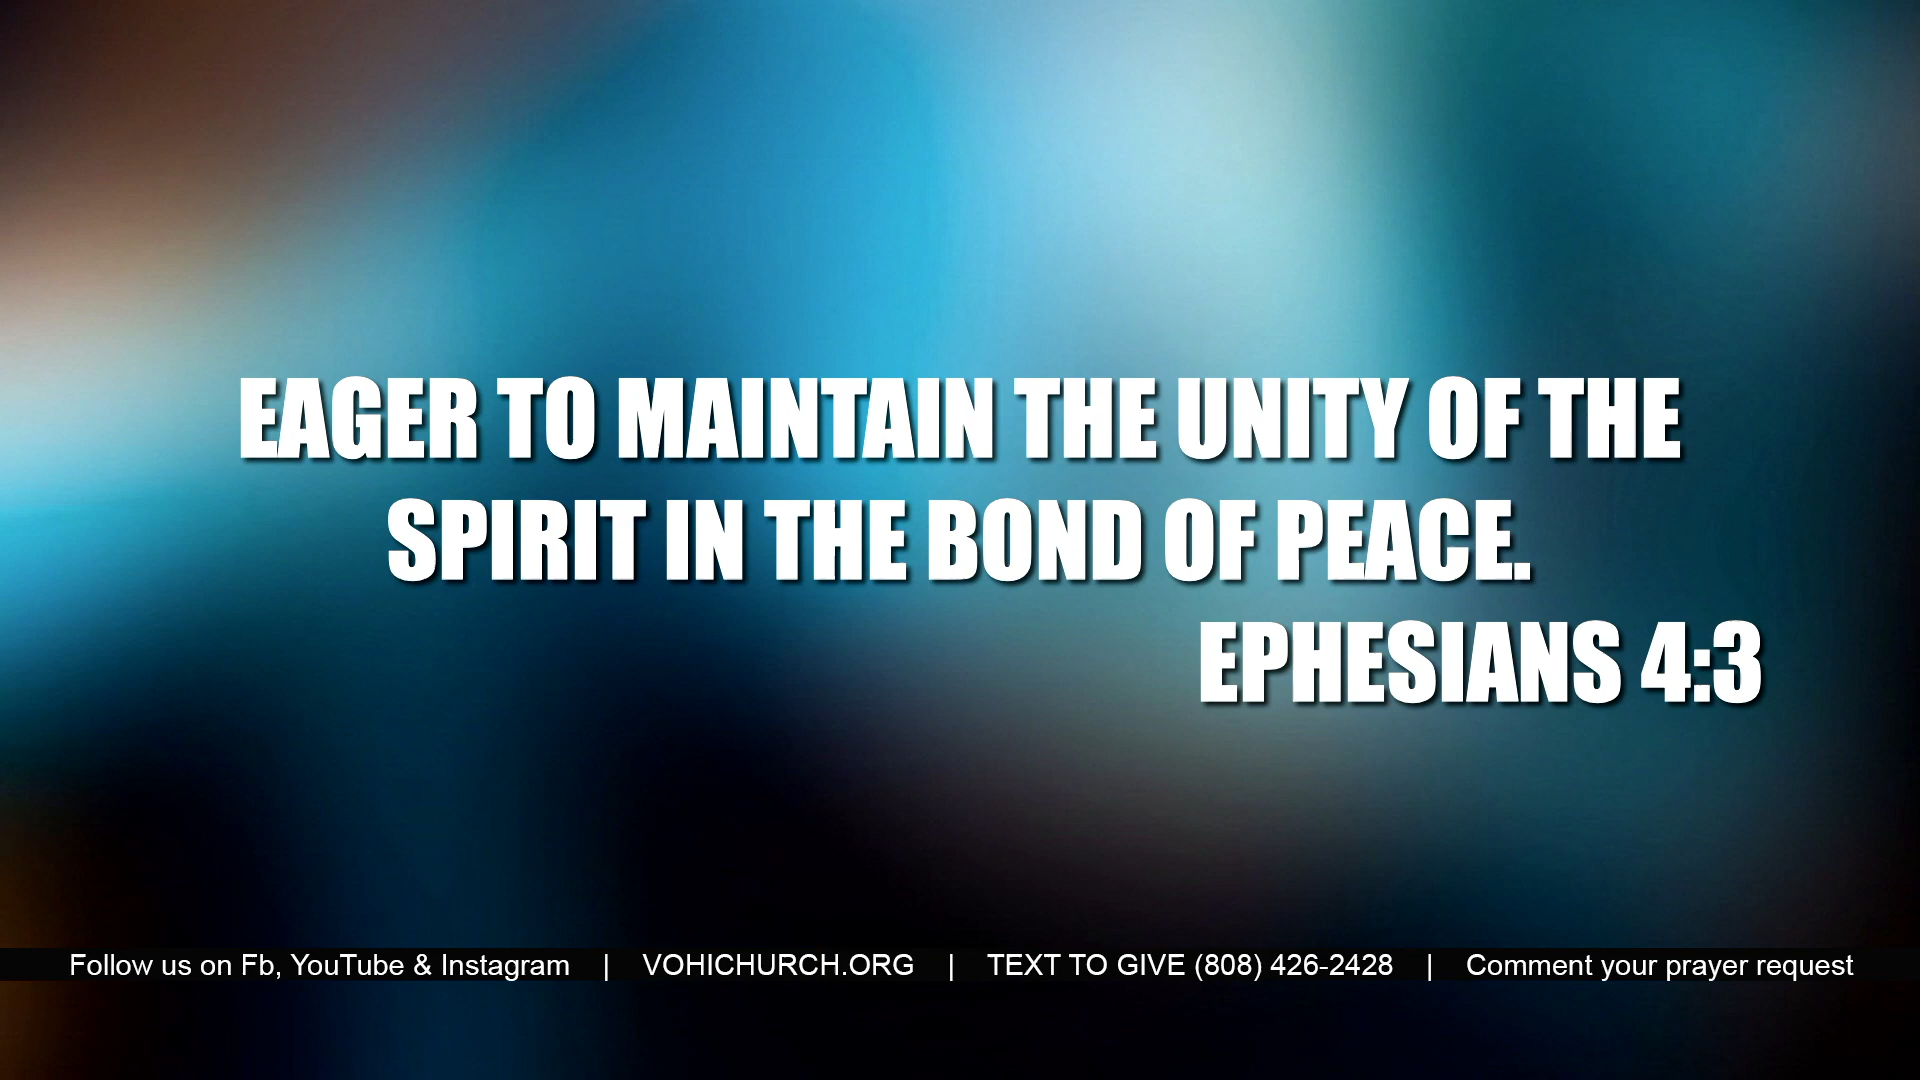 EAGER TO MAINTAIN THE UNITY OF THE
SPIRIT IN THE BOND OF PEACE.
EPHESIANS 4:3
Follow us on Fb, YouTube & Instagram | VOHICHURCH.ORG | TEXT TO GIVE (808) 426-2428 | Comment your prayer request